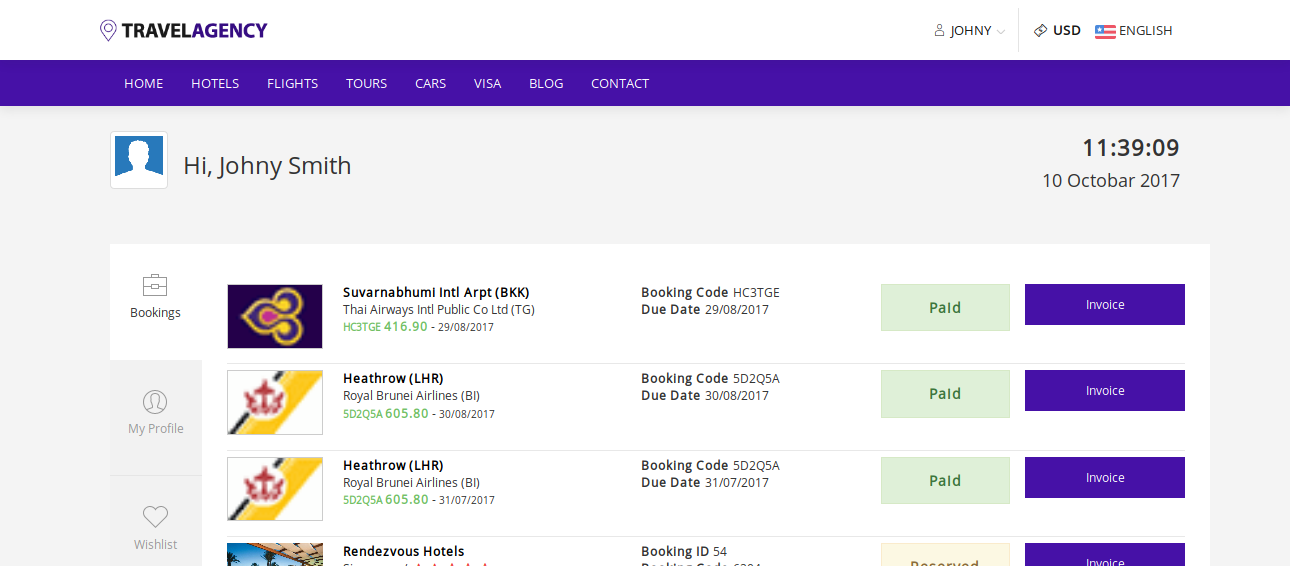 TRAVELAGENCY
JOHNY
USD
ENGLISH
HOME HOTELS FLIGHTS TOURS CARS VISA BLOG CONTACT
Hi, Johny Smith
11:39:09
10 Octobar 2017
Bookings
My Profile
Wishlist
Suvarnabhumi Intl Arpt (BKK)
Thai Airways Intl Public Co Ltd (TG)
HC3TGE 416.90 - 29/08/2017
Booking Code HC3TGE
Due Date 29/08/2017
Paid
Invoice
Heathrow (LHR)
Royal Brunei Airlines (BI)
5D2Q5A 605.80 - 30/08/2017
Booking Code 5D2Q5A
Due Date 30/08/2017
Paid
Invoice
Heathrow (LHR)
Royal Brunei Airlines (BI)
5D2Q5A 605.80 - 31/07/2017
Booking Code 5D2Q5A
Due Date 31/07/2017
Paid
Invoice
Rendezvous Hotels
Booking ID 54
Booking Code
Reserved
Invoice